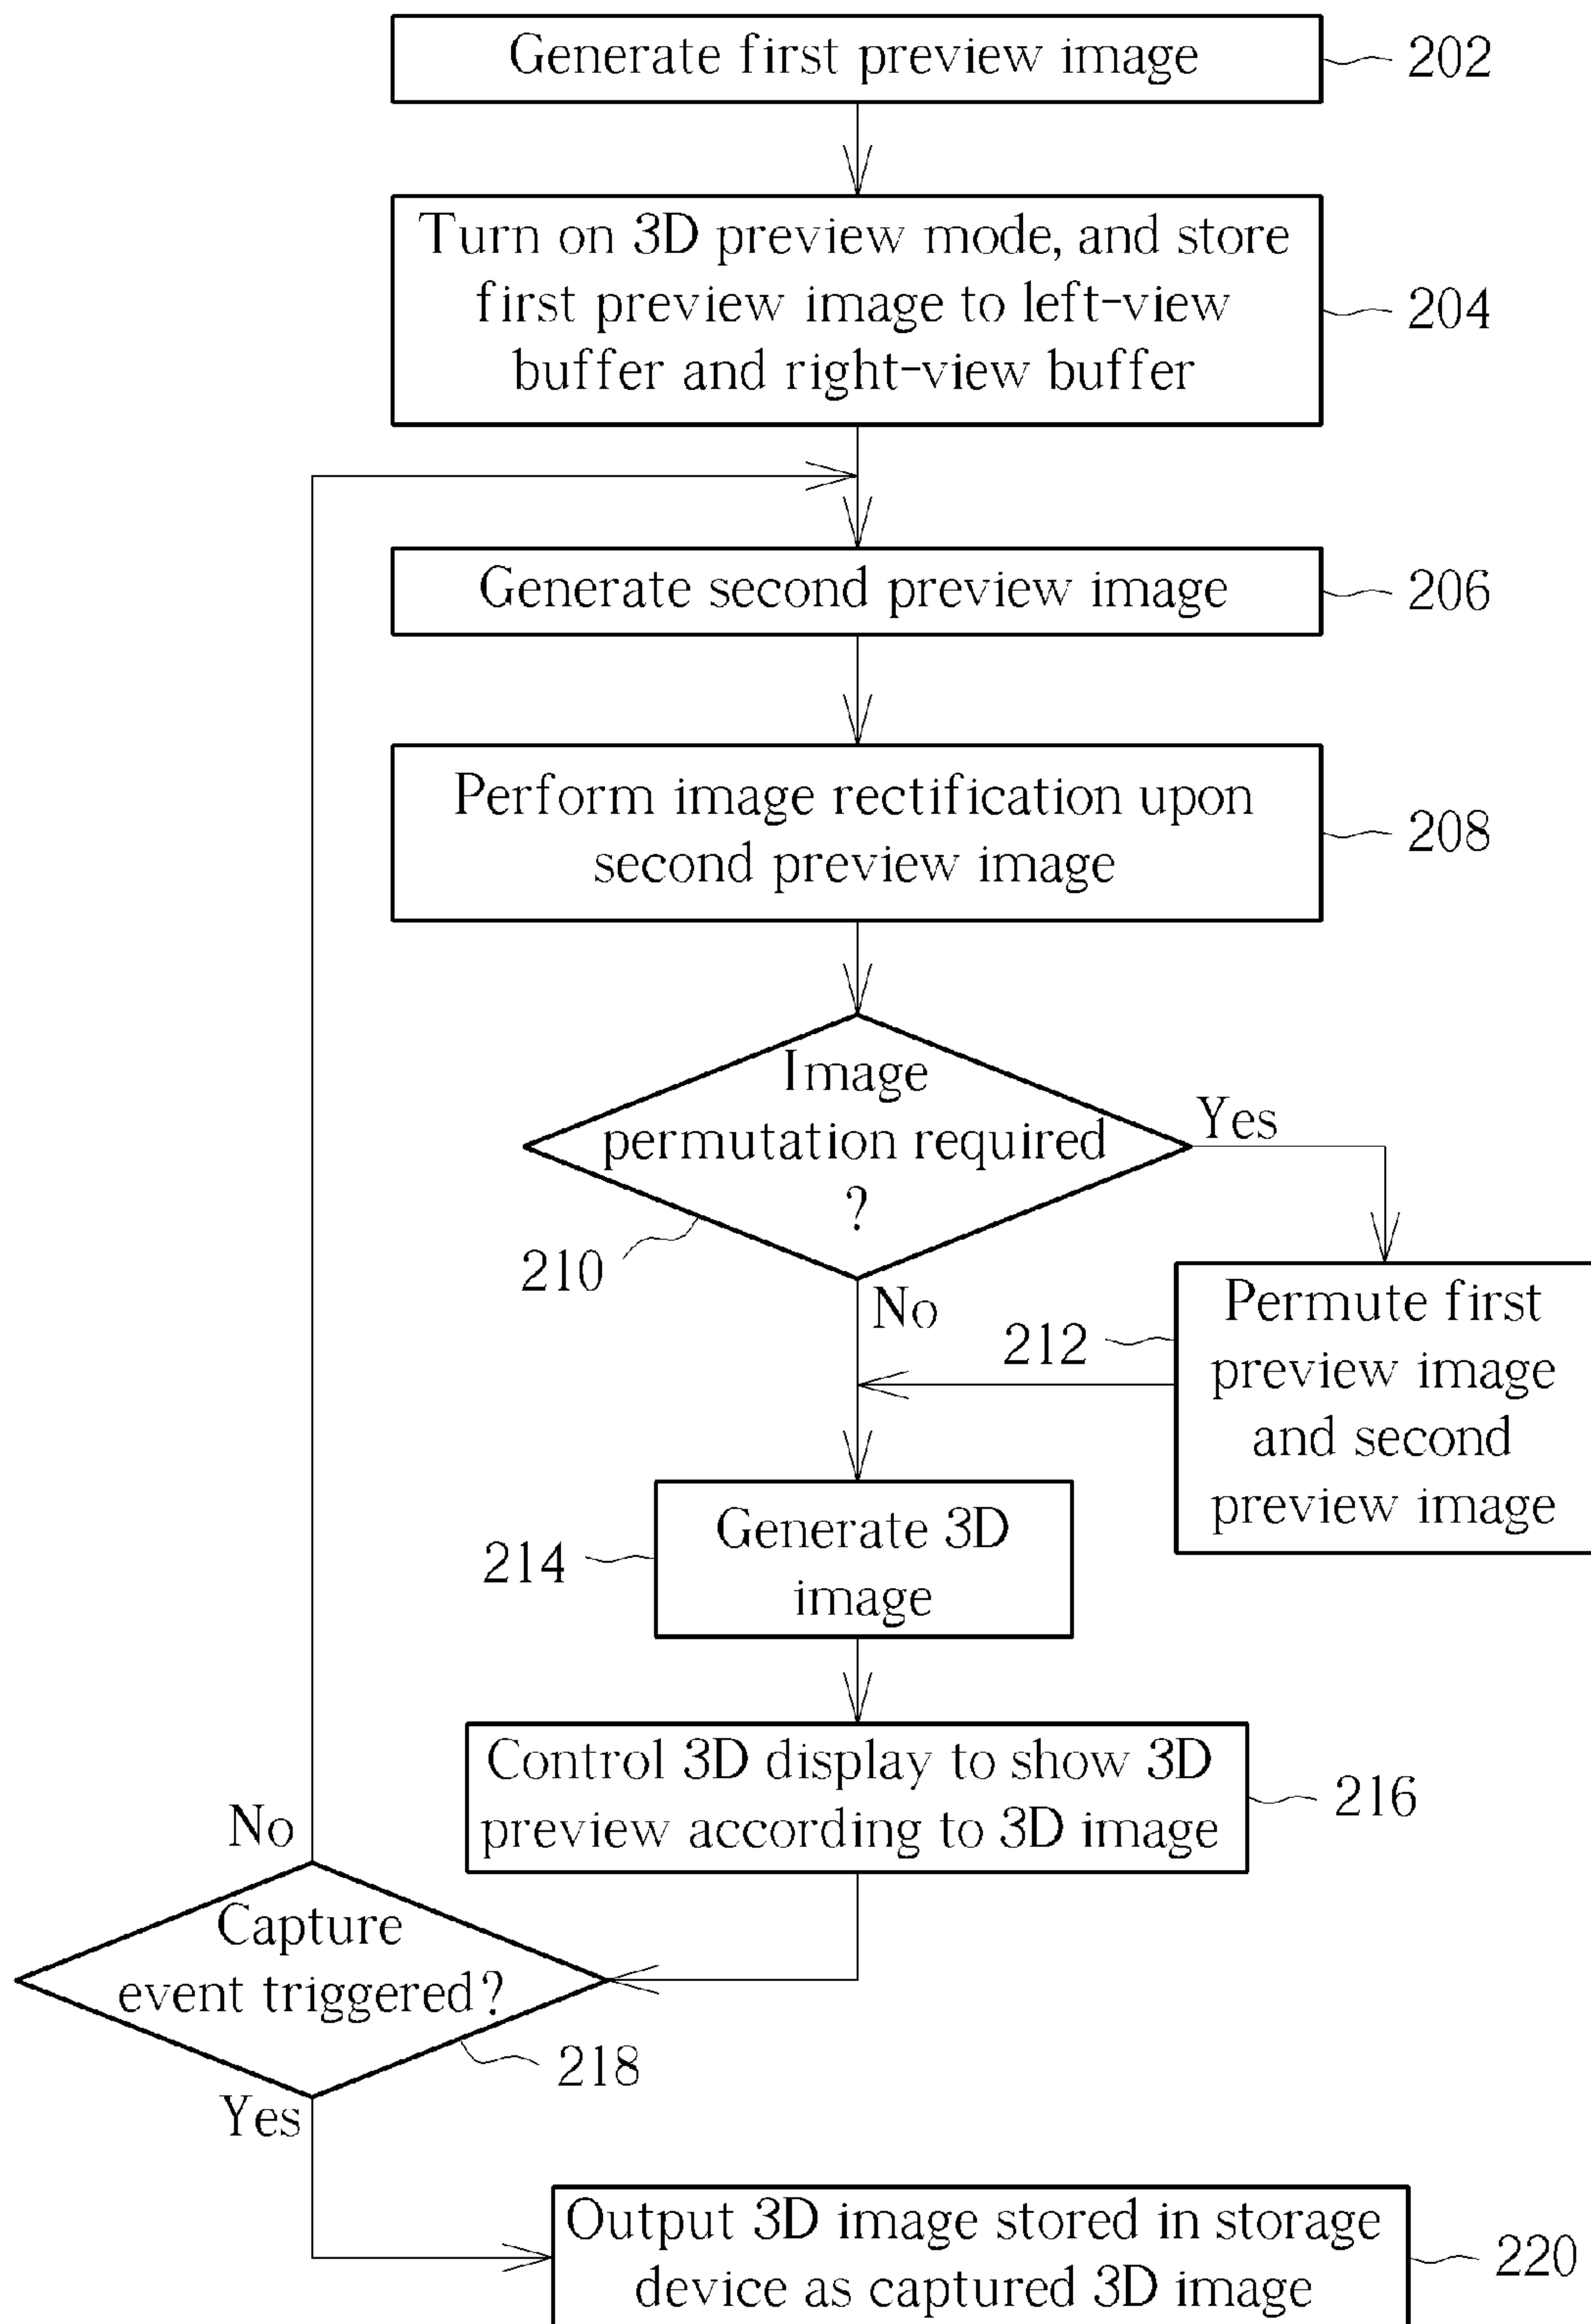 Generate first preview image
202
Turn on 3D preview mode, and store
first preview image to left-view
buffer and right-view buffer
204
Generate second preview image
206
Perform image rectification upon
second preview image
208
Image
permutation required
?
Yes
210
No
212
Permute first
preview image
and second
preview image
Generate 3D
image
214
Control 3D display to show 3D
preview according to 3D image
216
No
Capture
event triggered?
218
Yes
Output 3D image stored in storage
device as captured 3D image
220